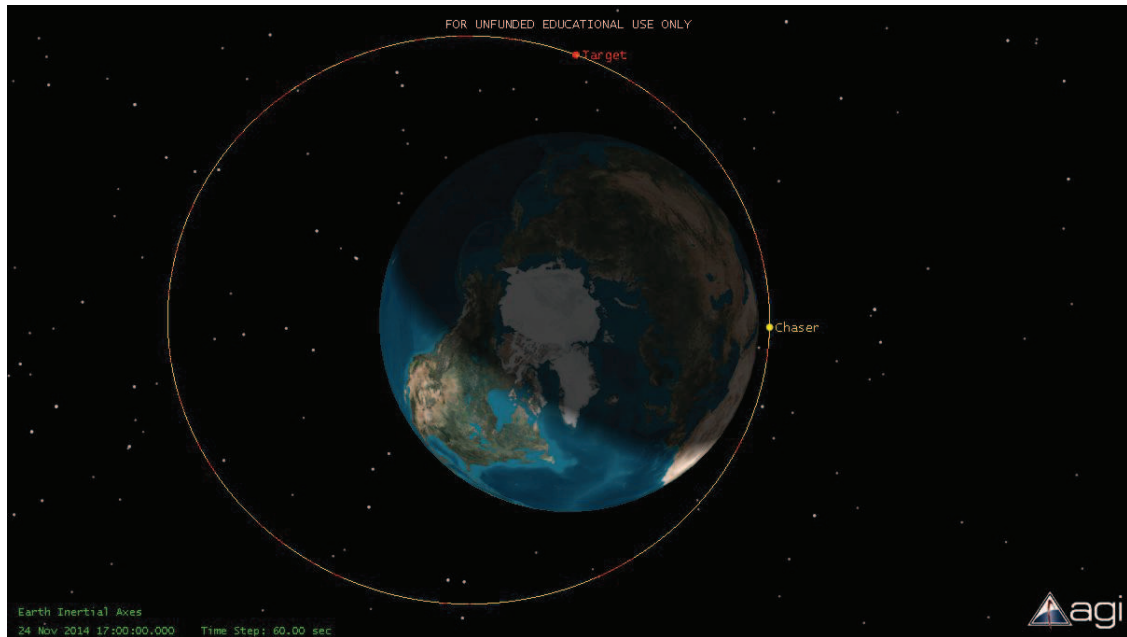 FOR UNFUNDED EDUCATIONAL USE ONLY
Target
Chaser
Earth Inertial Axes
24 Nov 2014 17:00:00.000 Time Step: 60.00 sec
agi